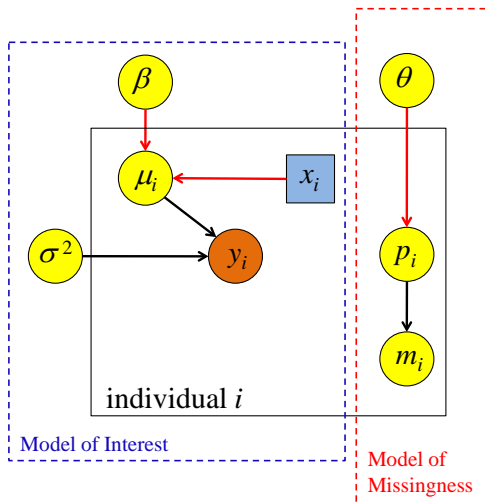 β
θ
μᵢ
xᵢ
σ²
yᵢ
pᵢ
mᵢ
individual i
Model of Interest
Model of
Missingness